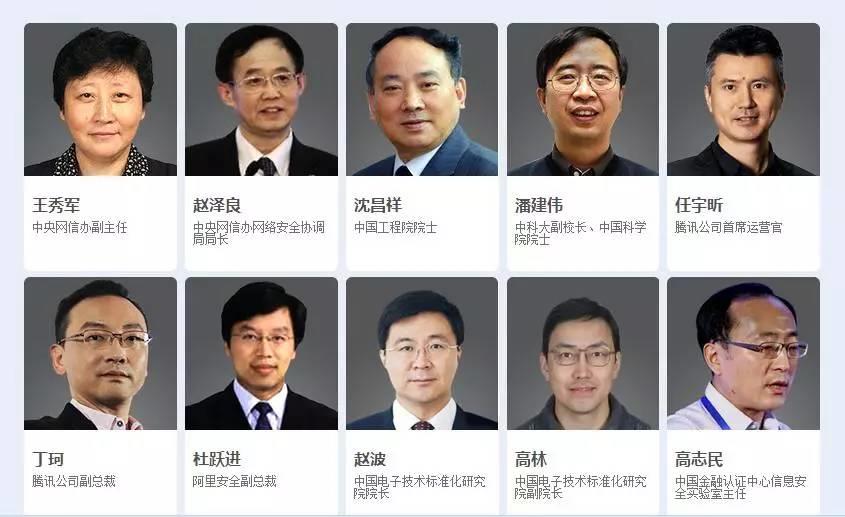 王秀军
中央网信办副主任
赵泽良
中央网信办网络安全协调
局局长
沈昌祥
中国工程院院士
潘建伟
中科大副校长、中国科学
院院士
任宇昕
腾讯公司首席运营官
丁珂
腾讯公司副总裁
杜跃进
阿里安全副总裁
赵波
中国电子技术标准化研究
院院长
高林
中国电子技术标准化研究
院副院长
高志民
中国金融认证中心信息安
全实验室主任